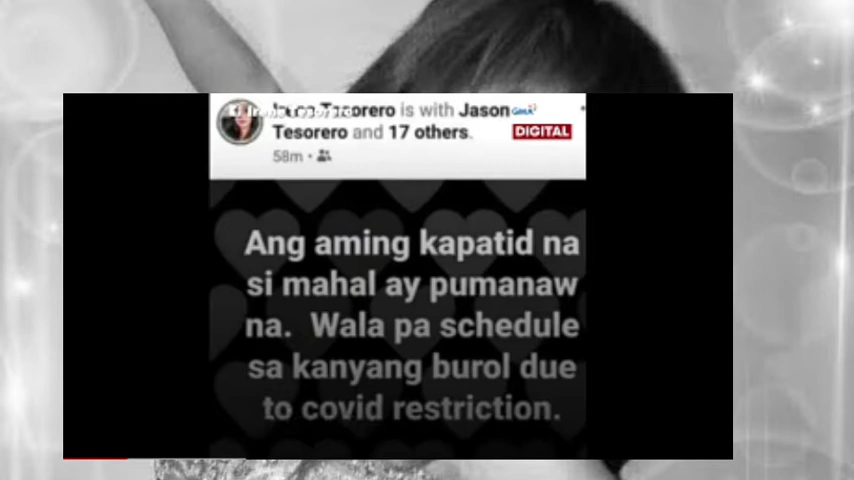 Tesorero is with Jason GMA
Tesorero and 17 others. DIGITAL
58m
Ang aming kapatid na
si mahal ay pumanaw
na. Wala pa schedule
sa kanyang burol due
to covid restriction.